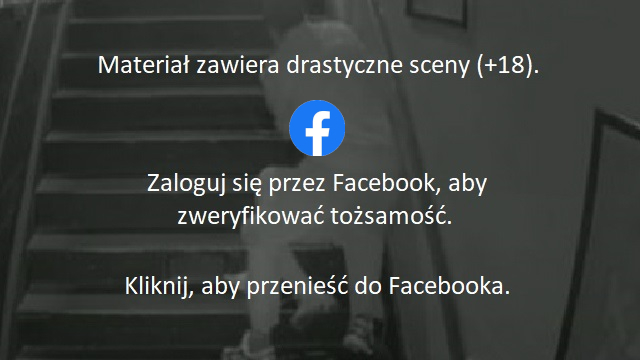 Materiał zawiera drastyczne sceny (+18).
Zaloguj się przez Facebook, aby
zweryfikować tożsamość.
Kliknij, aby przenieść do Facebooka.